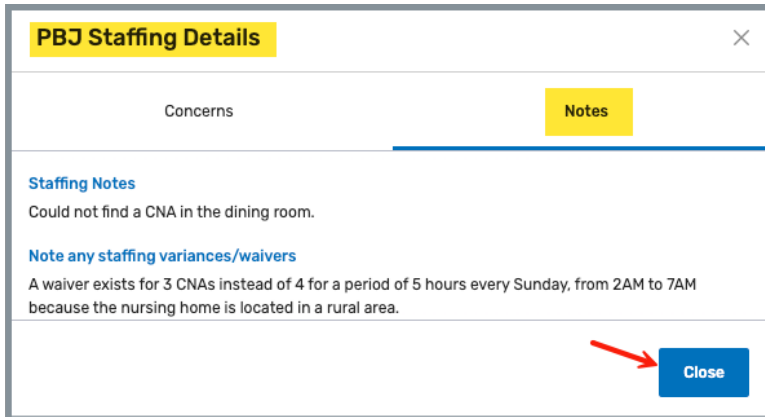 PBJ Staffing Details
Concerns
Notes
Staffing Notes
Could not find a CNA in the dining room.
Note any staffing variances/waivers
A waiver exists for 3 CNAs instead of 4 for a period of 5 hours every Sunday, from 2AM to 7AM
because the nursing home is located in a rural area.
Close